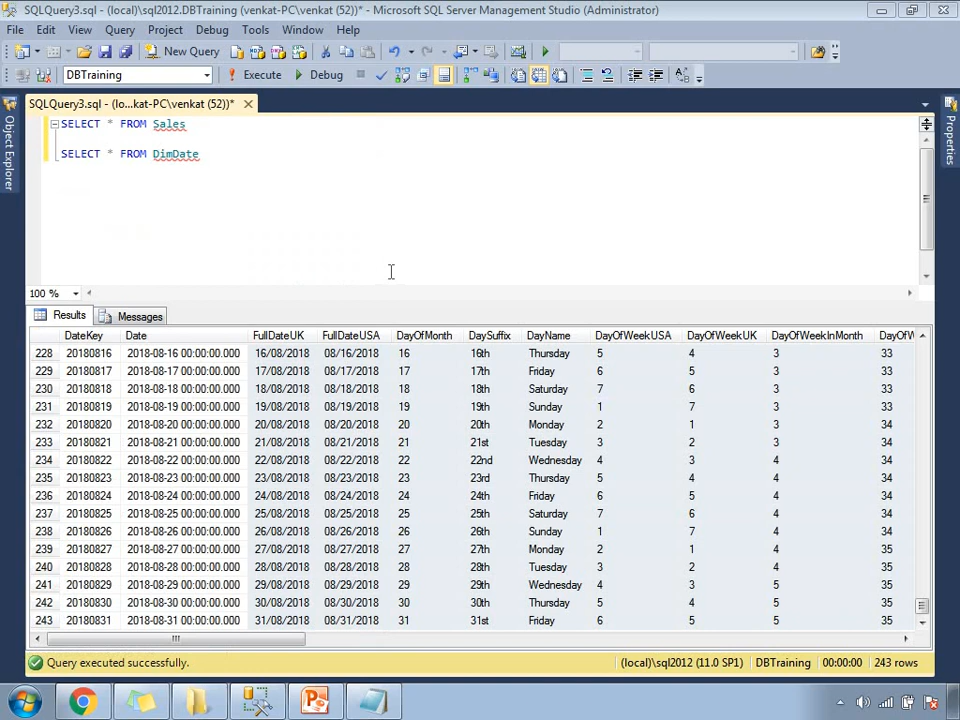 SQLQuery3.sql - (local)\sql2012.DBTraining (venkat-PC\venkat (52))* - Microsoft SQL Server Management Studio (Administrator)
File Edit View Query Project Debug Tools Window Help
New Query
DBTraining Execute Debug
SQLQuery3.sql - (lo...kat-PC\venkat (52))*
Object Explorer
Properties
SELECT * FROM Sales
SELECT * FROM DimDate
100 %
Results Messages
DateKey Date FullDateUK FullDateUSA DayOfMonth DaySuffix DayName DayOfWeekUSA DayOfWeekUK DayOfWeekInMonth DayOfW
228 20180816 2018-08-16 00:00:00.000 16/08/2018 08/16/2018 16 16th Thursday 5 4 3 33
229 20180817 2018-08-17 00:00:00.000 17/08/2018 08/17/2018 17 17th Friday 6 5 3 33
230 20180818 2018-08-18 00:00:00.000 18/08/2018 08/18/2018 18 18th Saturday 7 6 3 33
231 20180819 2018-08-19 00:00:00.000 19/08/2018 08/19/2018 19 19th Sunday 1 7 3 33
232 20180820 2018-08-20 00:00:00.000 20/08/2018 08/20/2018 20 20th Monday 2 1 3 34
233 20180821 2018-08-21 00:00:00.000 21/08/2018 08/21/2018 21 21st Tuesday 3 2 3 34
234 20180822 2018-08-22 00:00:00.000 22/08/2018 08/22/2018 22 22nd Wednesday 4 3 4 34
235 20180823 2018-08-23 00:00:00.000 23/08/2018 08/23/2018 23 23rd Thursday 5 4 4 34
236 20180824 2018-08-24 00:00:00.000 24/08/2018 08/24/2018 24 24th Friday 6 5 4 34
237 20180825 2018-08-25 00:00:00.000 25/08/2018 08/25/2018 25 25th Saturday 7 6 4 34
238 20180826 2018-08-26 00:00:00.000 26/08/2018 08/26/2018 26 26th Sunday 1 7 4 34
239 20180827 2018-08-27 00:00:00.000 27/08/2018 08/27/2018 27 27th Monday 2 1 4 35
240 20180828 2018-08-28 00:00:00.000 28/08/2018 08/28/2018 28 28th Tuesday 3 2 4 35
241 20180829 2018-08-29 00:00:00.000 29/08/2018 08/29/2018 29 29th Wednesday 4 3 5 35
242 20180830 2018-08-30 00:00:00.000 30/08/2018 08/30/2018 30 30th Thursday 5 4 5 35
243 20180831 2018-08-31 00:00:00.000 31/08/2018 08/31/2018 31 31st Friday 6 5 5 35
Query executed successfully. (local)\sql2012 (11.0 SP1) DBTraining 00:00:00 243 rows